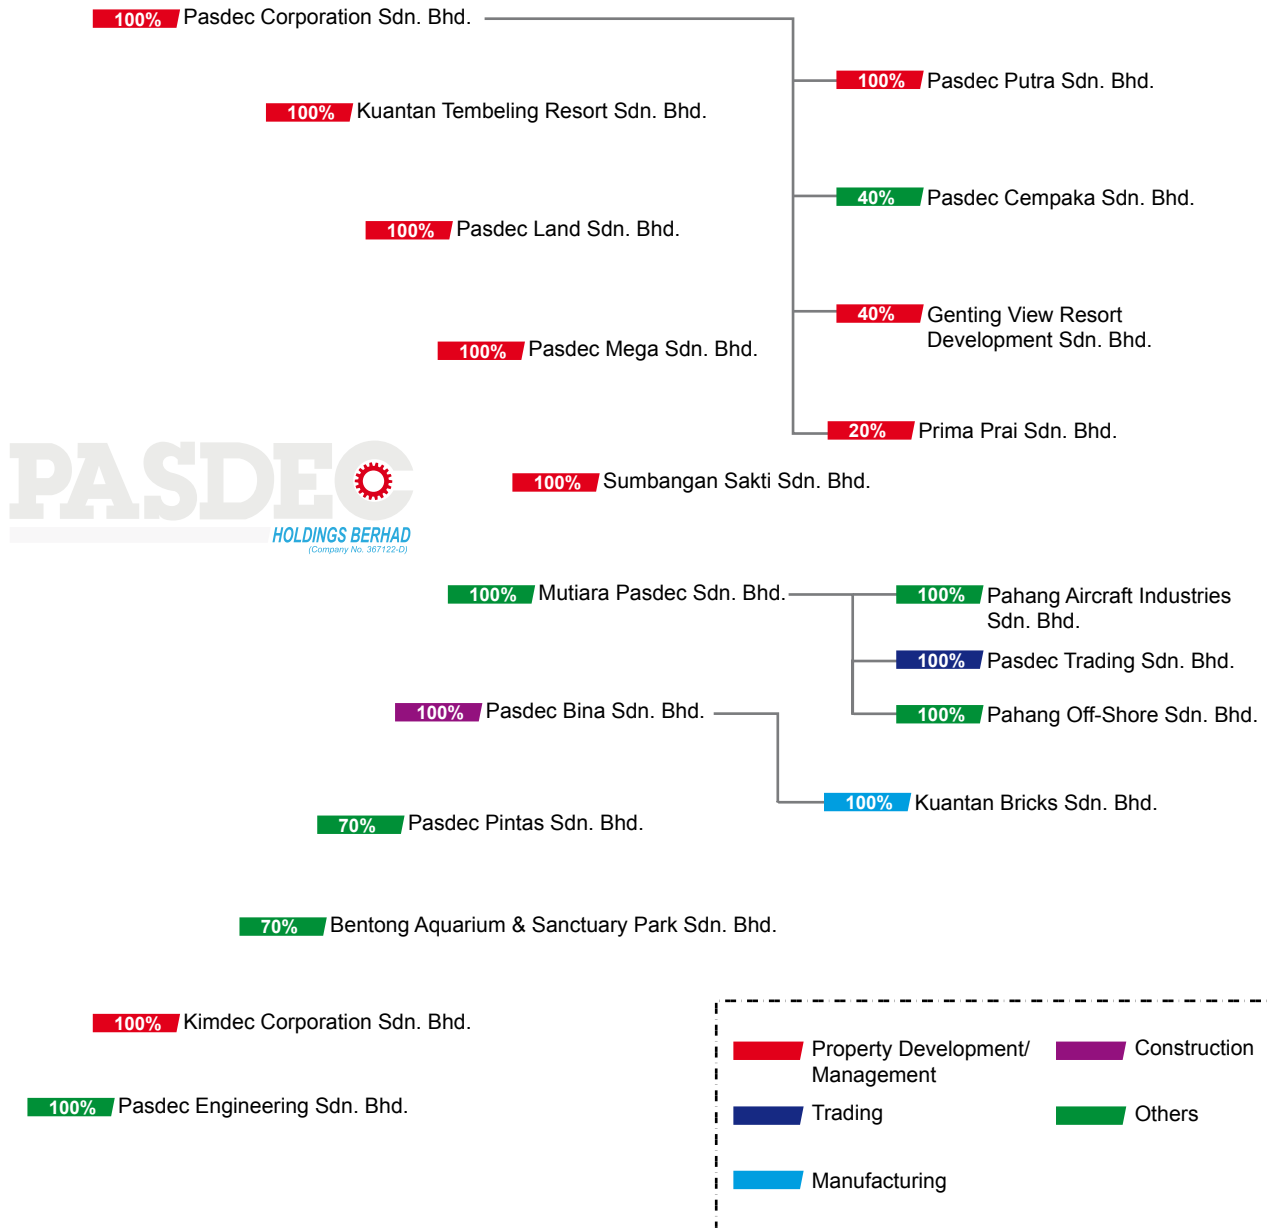 100% Pasdec Corporation Sdn. Bhd.
100% Pasdec Putra Sdn. Bhd.
100% Kuantan Tembeling Resort Sdn. Bhd.
40% Pasdec Cempaka Sdn. Bhd.
100% Pasdec Land Sdn. Bhd.
40% Genting View Resort
Development Sdn. Bhd.
100% Pasdec Mega Sdn. Bhd.
20% Prima Prai Sdn. Bhd.
PASDEC
HOLDINGS BERHAD
(Company No. 367122-D)
100% Sumbangan Sakti Sdn. Bhd.
100% Mutiara Pasdec Sdn. Bhd.
100% Pahang Aircraft Industries
Sdn. Bhd.
100% Pasdec Trading Sdn. Bhd.
100% Pahang Off-Shore Sdn. Bhd.
100% Pasdec Bina Sdn. Bhd.
100% Kuantan Bricks Sdn. Bhd.
70% Pasdec Pintas Sdn. Bhd.
70% Bentong Aquarium & Sanctuary Park Sdn. Bhd.
100% Kimdec Corporation Sdn. Bhd.
100% Pasdec Engineering Sdn. Bhd.
Property Development/
Management
Construction
Trading
Others
Manufacturing